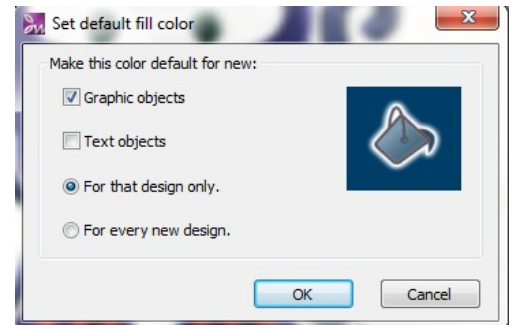 Set default fill color
Make this color default for new:
Graphic objects
Text objects
For that design only.
For every new design.
OK
Cancel